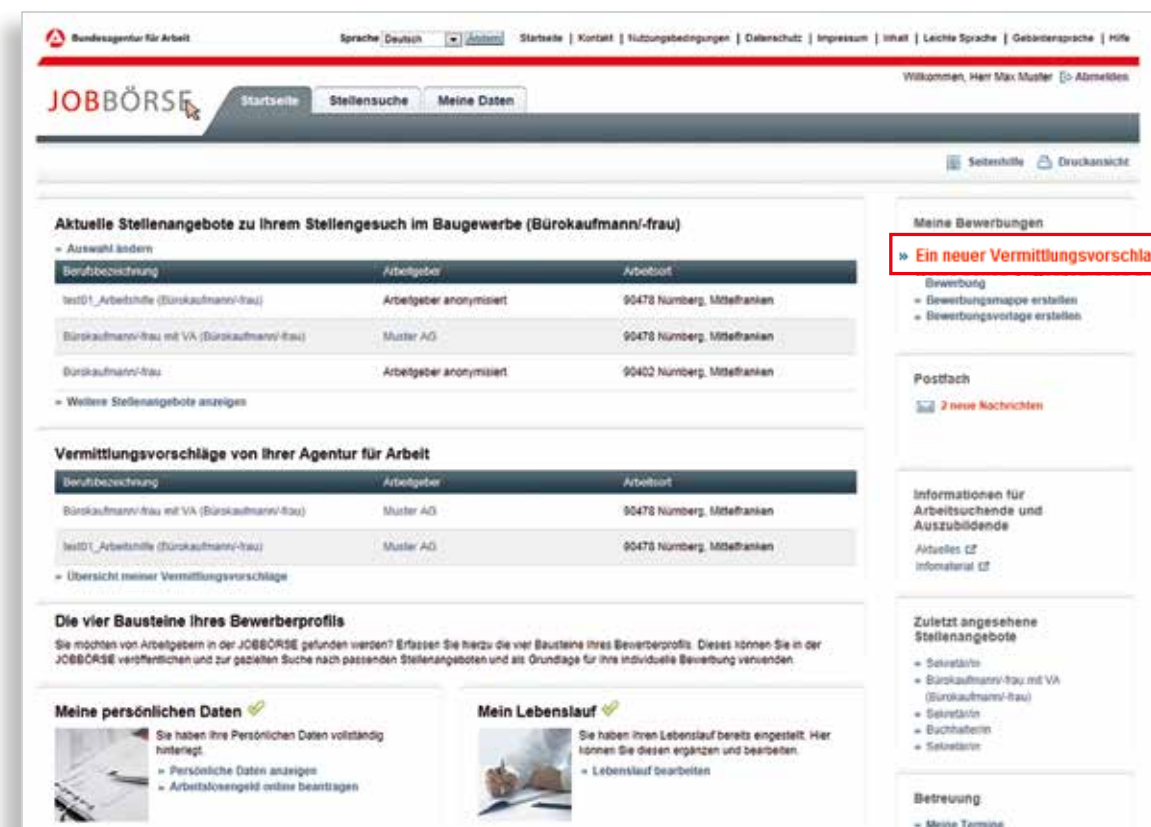 Bundesagentur für Arbeit
Sprache Deutsch Ändern Startseite | Kontakt | Nutzungsbedingungen | Datenschutz | Impressum | Inhalt | Leichte Sprache | Gebärdensprache | Hilfe
Willkommen, Herr Max Muster Abmelden
JOBBÖRSE Startseite Stellensuche Meine Daten
Seitenhilfe Druckansicht
Aktuelle Stellenangebote zu Ihrem Stellengesuch im Baugewerbe (Bürokaufmann/-frau)
» Auswahl ändern
Berufsbezeichnung Arbeitgeber Arbeitsort
test01_Arbeitshilfe (Bürokaufmann/-frau) Arbeitgeber anonymisiert 90478 Nürnberg, Mittelfranken
Bürokaufmann/-frau mit VA (Bürokaufmann/-frau) Muster AG 90478 Nürnberg, Mittelfranken
Bürokaufmann/-frau Arbeitgeber anonymisiert 90402 Nürnberg, Mittelfranken
» Weitere Stellenangebote anzeigen
Vermittlungsvorschläge von Ihrer Agentur für Arbeit
Berufsbezeichnung Arbeitgeber Arbeitsort
Bürokaufmann/-frau mit VA (Bürokaufmann/-frau) Muster AG 90478 Nürnberg, Mittelfranken
test01_Arbeitshilfe (Bürokaufmann/-frau) Muster AG 90478 Nürnberg, Mittelfranken
» Übersicht meiner Vermittlungsvorschläge
Die vier Bausteine Ihres Bewerberprofils
Sie möchten von Arbeitgebern in der JOBBÖRSE gefunden werden? Erfassen Sie hierzu die vier Bausteine Ihres Bewerberprofils. Dieses können Sie in der
JOBBÖRSE veröffentlichen und zur gezielten Suche nach passenden Stellenangeboten und als Grundlage für Ihre individuelle Bewerbung verwenden.
Meine persönlichen Daten
Sie haben Ihre Persönlichen Daten vollständig
hinterlegt.
» Persönliche Daten anzeigen
» Arbeitslosengeld online beantragen
Mein Lebenslauf
Sie haben Ihren Lebenslauf bereits eingestellt. Hier
können Sie diesen ergänzen und bearbeiten.
» Lebenslauf bearbeiten
Meine Bewerbungen
» Ein neuer Vermittlungsvorschla
Bewerbung
» Bewerbungsmappe erstellen
» Bewerbungsvorlage erstellen
Postfach
2 neue Nachrichten
Informationen für
Arbeitsuchende und
Auszubildende
Aktuelles
Infomaterial
Zuletzt angesehene
Stellenangebote
» Sekretär/in
» Bürokaufmann/-frau mit VA
(Bürokaufmann/-frau)
» Sekretär/in
» Buchhalter/in
» Sekretär/in
Betreuung
» Meine Termine